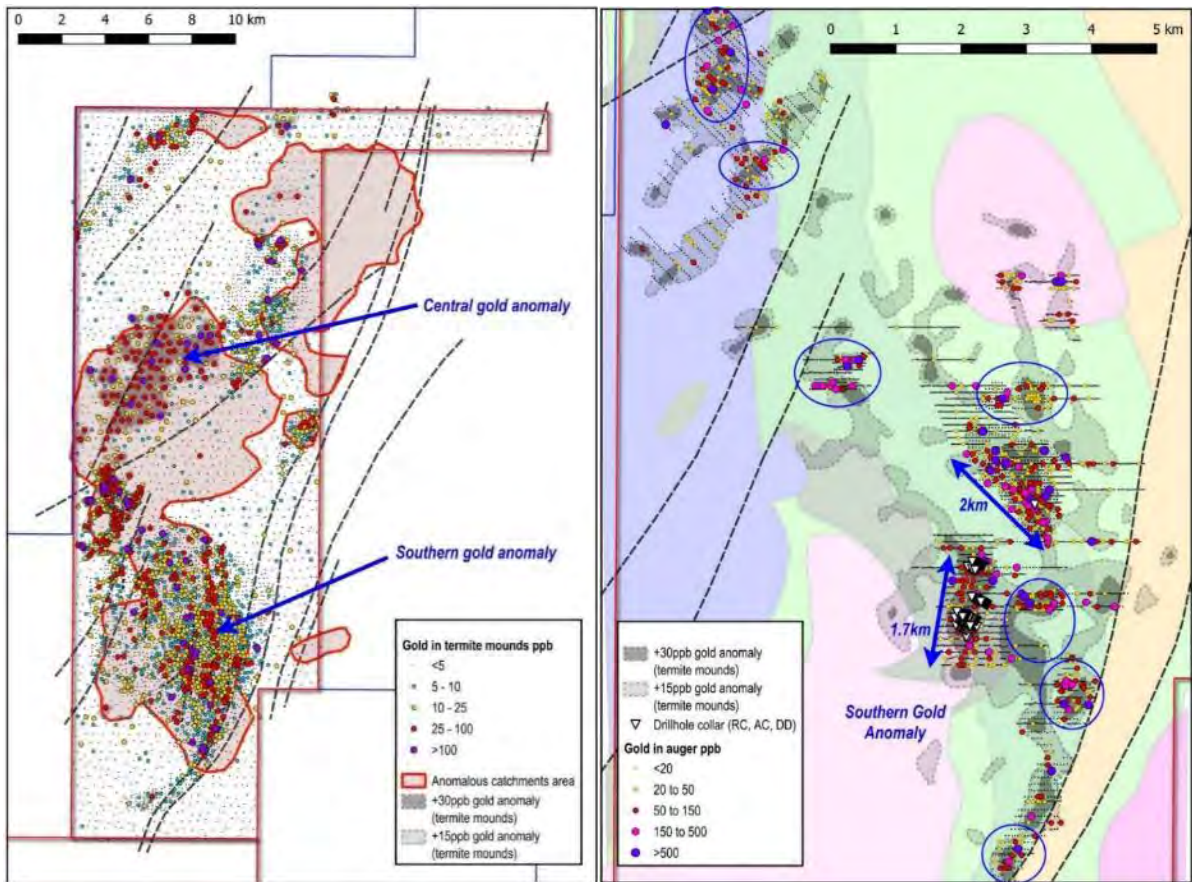 0 2 4 6 8 10 km
Central gold anomaly
Southern gold anomaly
Gold in termite mounds ppb
<5
5 - 10
10 - 25
25 - 100
>100
Anomalous catchments area
+30ppb gold anomaly
(termite mounds)
+15ppb gold anomaly
(termite mounds)
0 1 2 3 4 5 km
2km
1.7km
Southern Gold
Anomaly
+30ppb gold anomaly
(termite mounds)
+15ppb gold anomaly
(termite mounds)
Drillhole collar (RC, AC, DD)
Gold in auger ppb
<20
20 to 50
50 to 150
150 to 500
>500